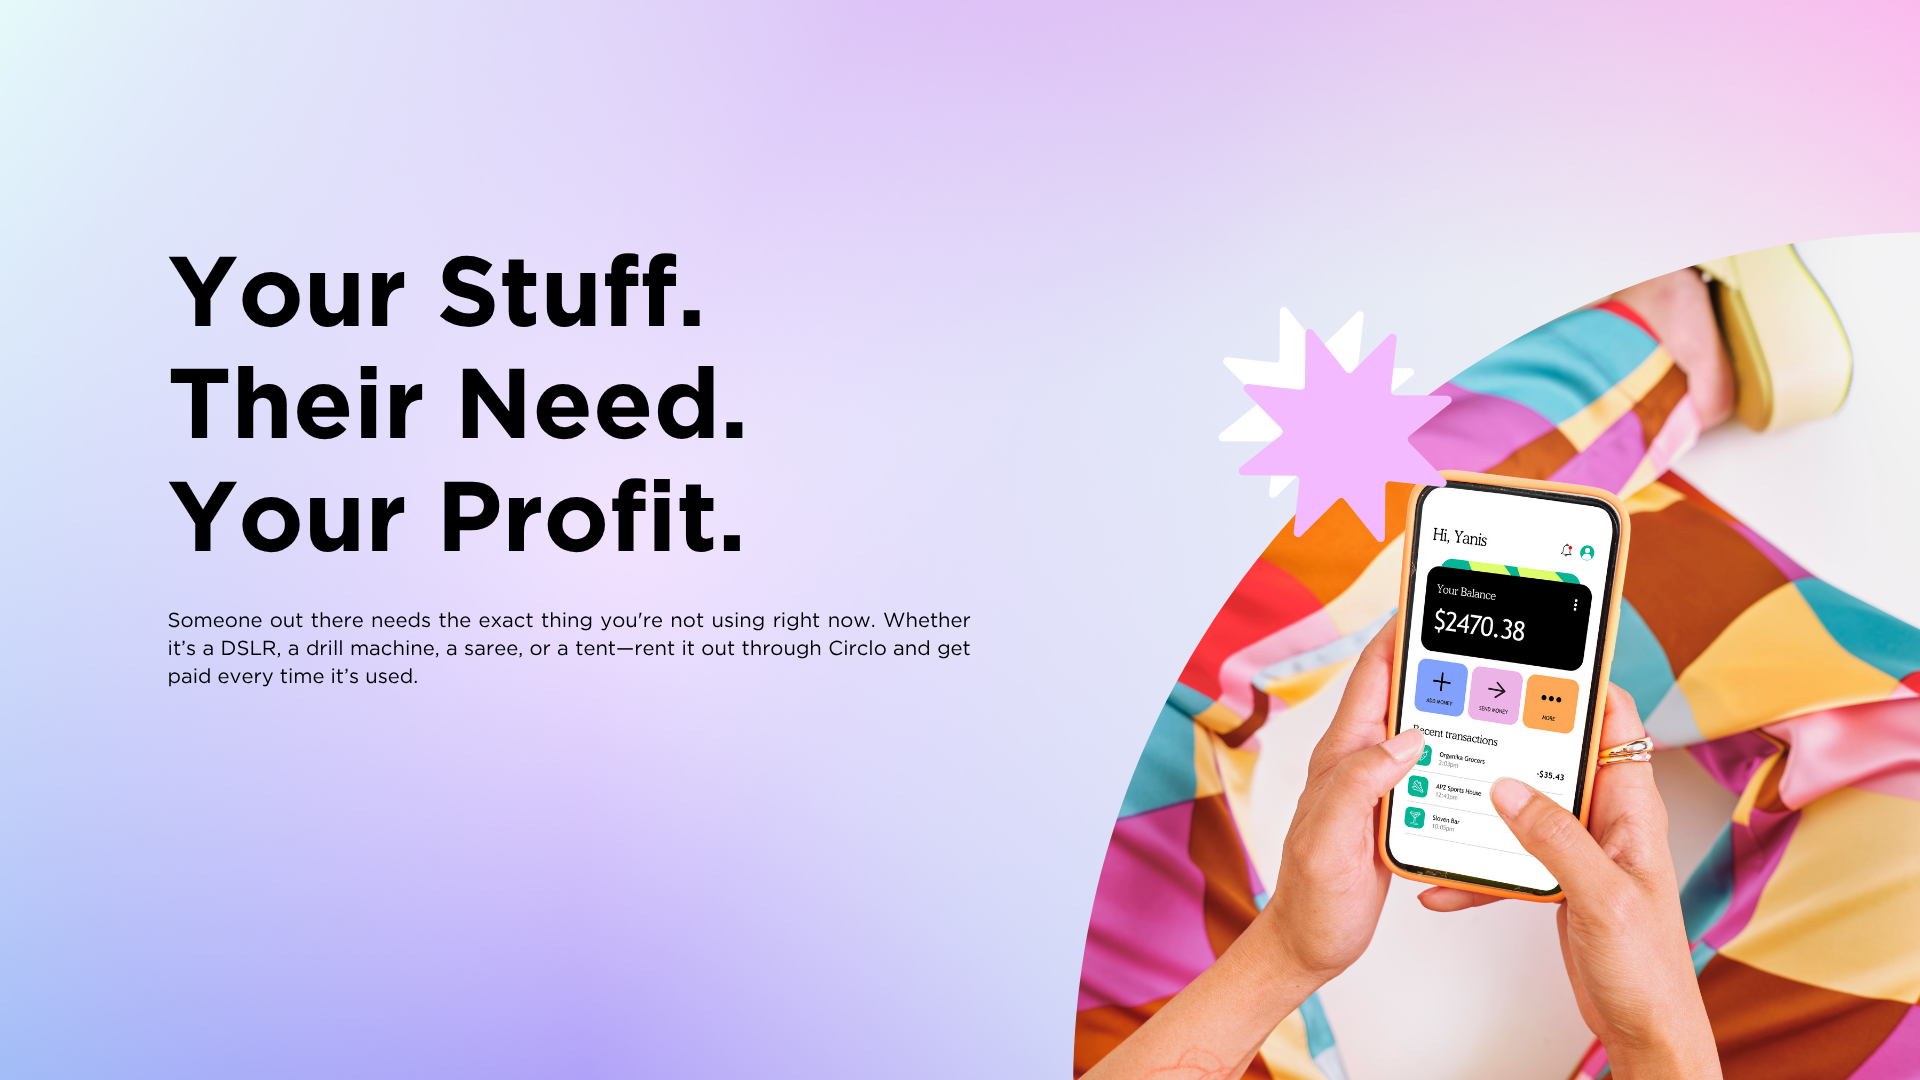 Your Stuff.
Their Need.
Your Profit.
Someone out there needs the exact thing you're not using right now. Whether
it’s a DSLR, a drill machine, a saree, or a tent—rent it out through Circlo and get
paid every time it’s used.
Hi, Yanis
Your Balance
$2470.38
ADD MONEY
SEND MONEY
MORE
Recent transactions
Organika Grocers
2:03pm
-$35.43
APZ Sports House
12:41pm
Sloven Bar
10:05pm